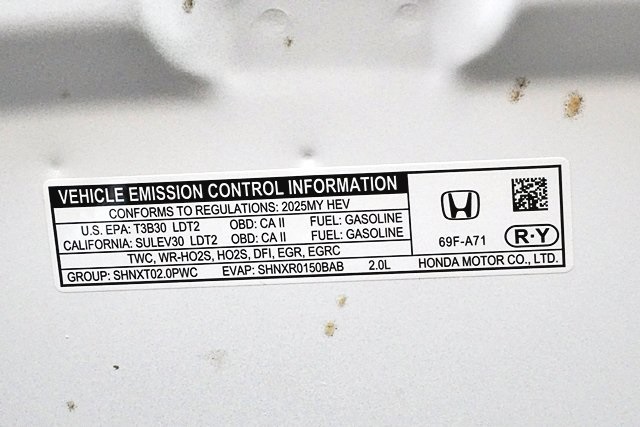 VEHICLE EMISSION CONTROL INFORMATION
CONFORMS TO REGULATIONS: 2025MY HEV
U.S. EPA: T3B30 LDT2 OBD: CA II FUEL: GASOLINE
CALIFORNIA: SULEV30 LDT2 OBD: CA II FUEL: GASOLINE
TWC, WR-HO2S, HO2S, DFI, EGR, EGRC
GROUP: SHNXT02.0PWC EVAP: SHNXR0150BAB 2.0L
69F-A71
R·Y
HONDA MOTOR CO., LTD.